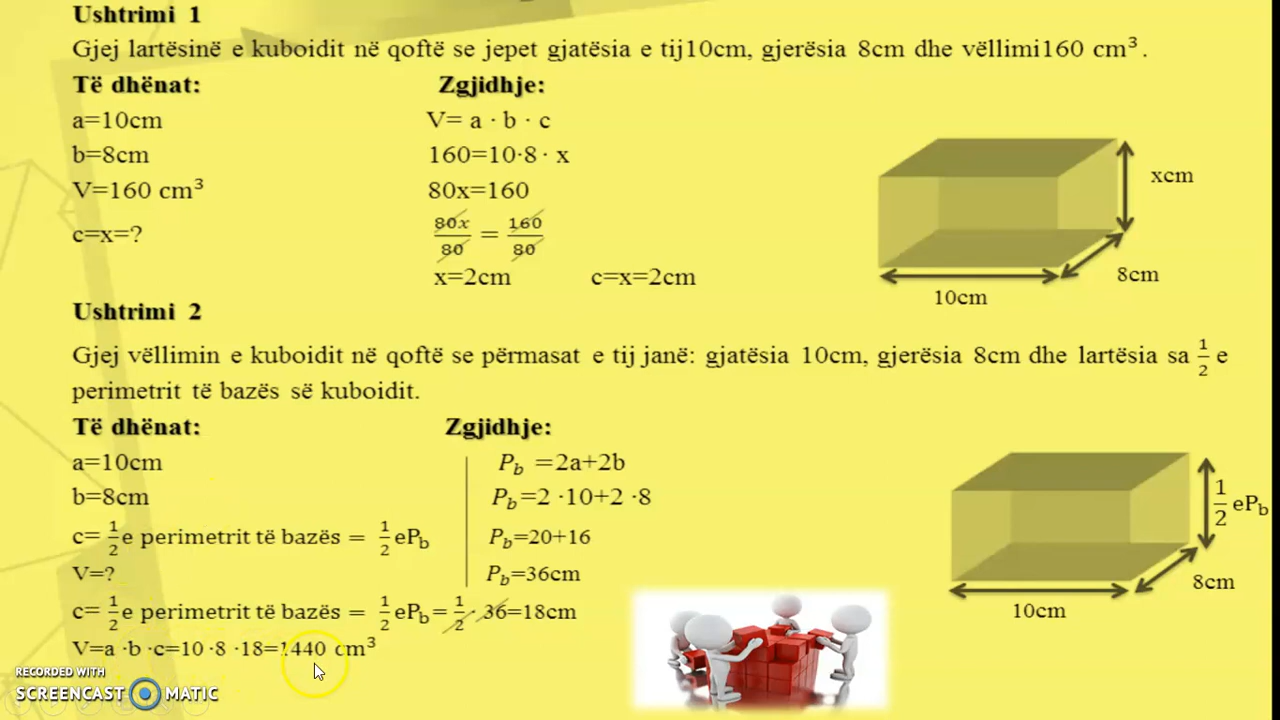 Ushtrimi 1
Gjej lartësinë e kuboidit në qoftë se jepet gjatësia e tij10cm, gjerësia 8cm dhe vëllimi160 cm³.
Të dhënat: Zgjidhje:
a=10cm V= a · b · c
b=8cm 160=10·8 · x
V=160 cm³ 80x=160
c=x=? 80x/80 = 160/80
x=2cm c=x=2cm
xcm
8cm
10cm
Ushtrimi 2
Gjej vëllimin e kuboidit në qoftë se përmasat e tij janë: gjatësia 10cm, gjerësia 8cm dhe lartësia sa 1/2 e
perimetrit të bazës së kuboidit.
Të dhënat: Zgjidhje:
a=10cm P_b =2a+2b
b=8cm P_b=2 ·10+2 ·8
c= 1/2 e perimetrit të bazës = 1/2 eP_b P_b=20+16
V=? P_b=36cm
c= 1/2 e perimetrit të bazës = 1/2 eP_b= 1/2 · 36=18cm
V=a ·b ·c=10 ·8 ·18=1440 cm³
1/2 eP_b
8cm
10cm
RECORDED WITH
SCREENCAST MATIC